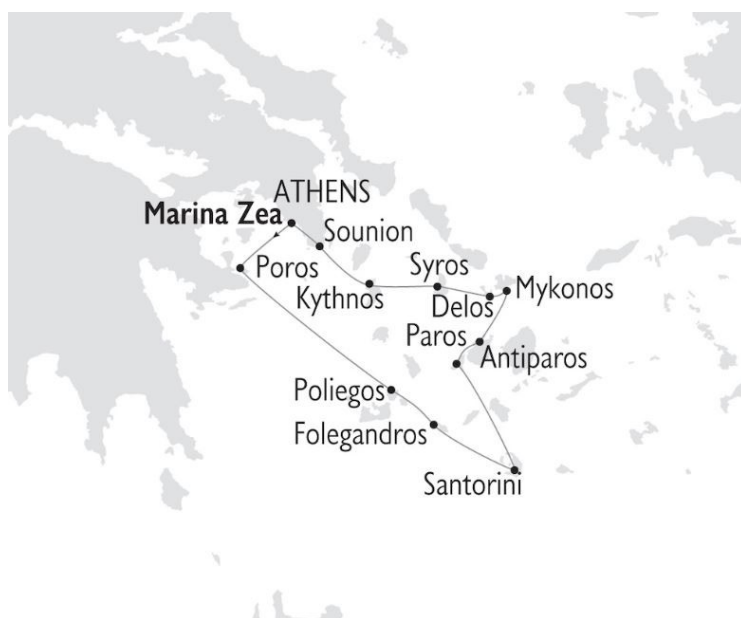 ATHENS
Marina Zea
Sounion
Poros
Syros
Kythnos
Delos
Mykonos
Paros
Antiparos
Poliegos
Folegandros
Santorini